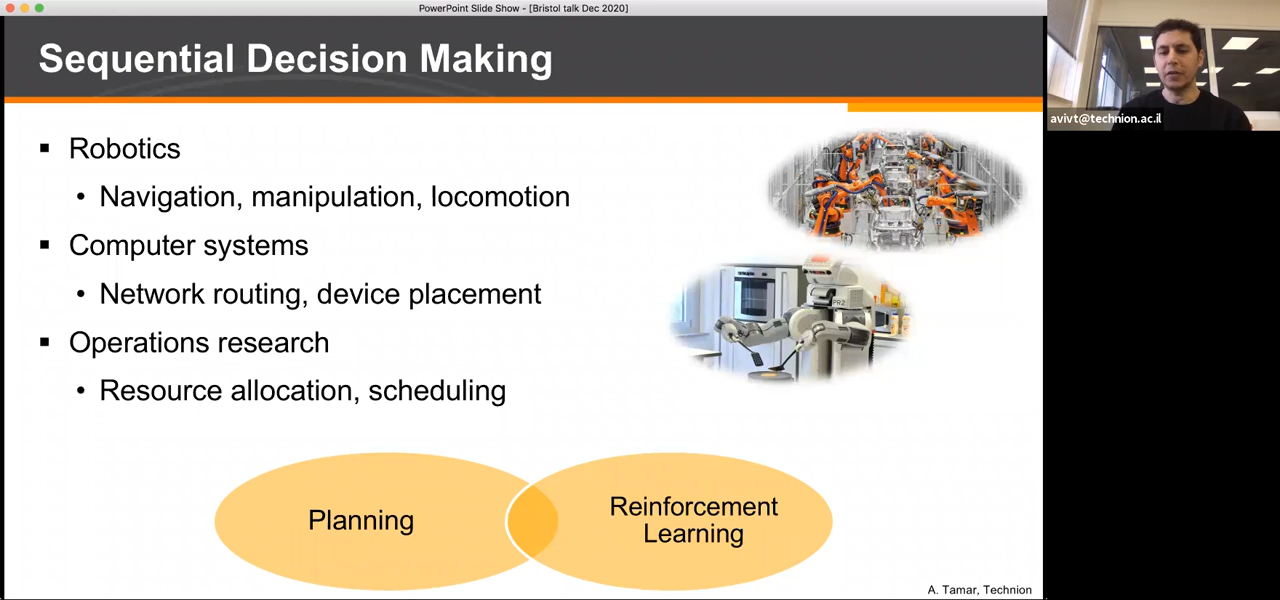 PowerPoint Slide Show - [Bristol talk Dec 2020]
Sequential Decision Making
avivt@technion.ac.il
▪ Robotics
• Navigation, manipulation, locomotion
▪ Computer systems
• Network routing, device placement
▪ Operations research
• Resource allocation, scheduling
PR2
Planning
Reinforcement
Learning
A. Tamar, Technion